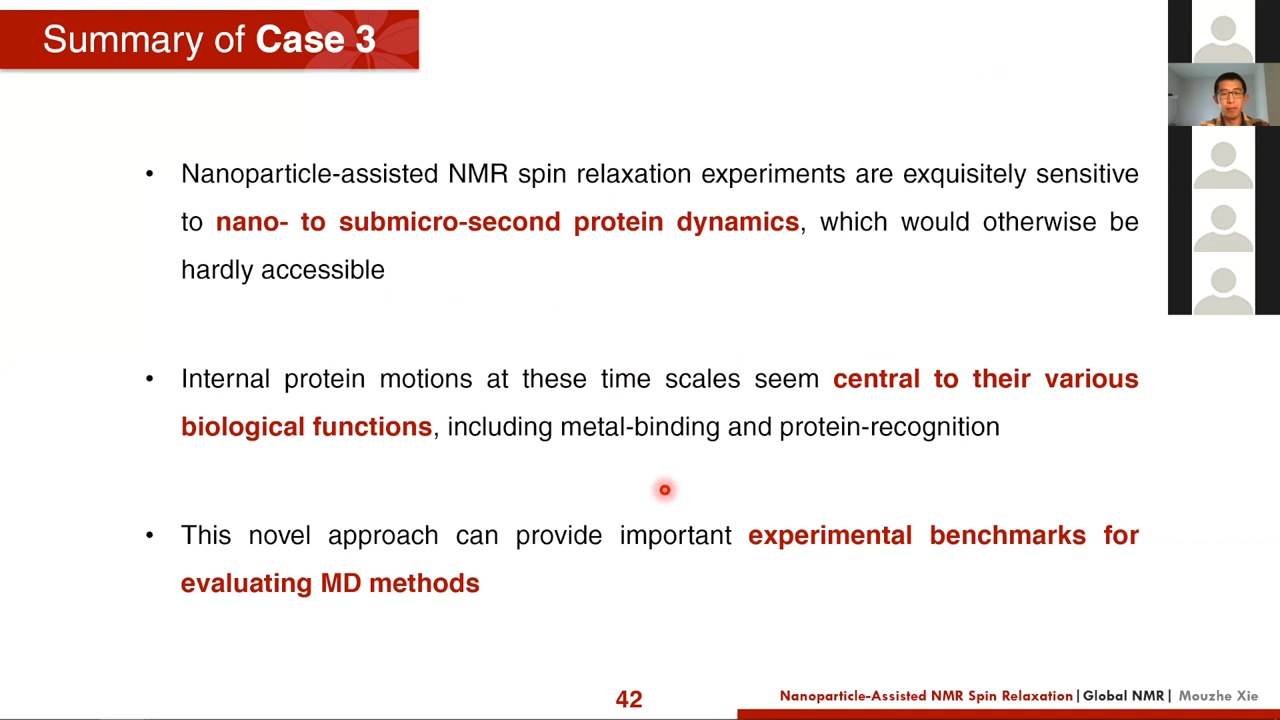 Summary of Case 3
• Nanoparticle-assisted NMR spin relaxation experiments are exquisitely sensitive
to nano- to submicro-second protein dynamics, which would otherwise be
hardly accessible
• Internal protein motions at these time scales seem central to their various
biological functions, including metal-binding and protein-recognition
• This novel approach can provide important experimental benchmarks for
evaluating MD methods
42
Nanoparticle-Assisted NMR Spin Relaxation | Global NMR | Mouzhe Xie